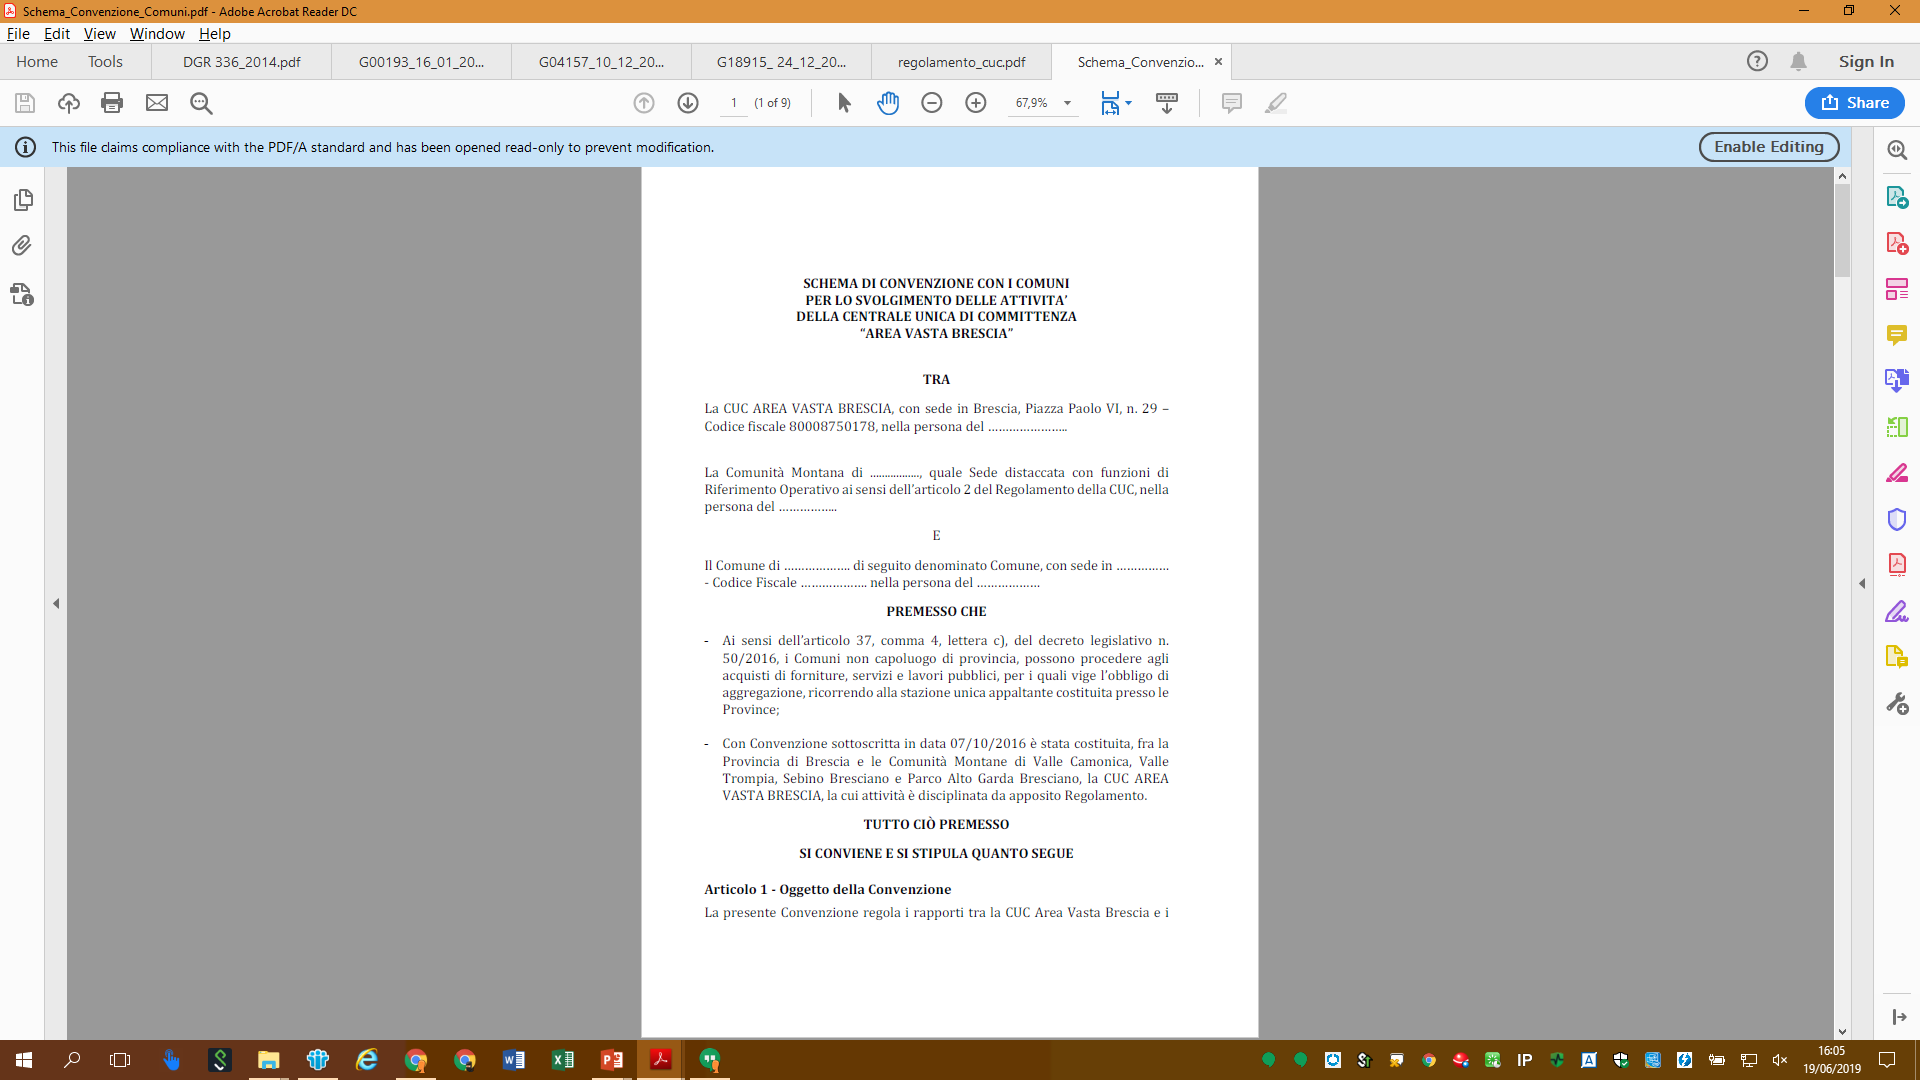 Schema_Convenzione_Comuni.pdf - Adobe Acrobat Reader DC
File Edit View Window Help
Home Tools DGR 336_2014.pdf G00193_16_01_20... G04157_10_12_20... G18915_ 24_12_20... regolamento_cuc.pdf Schema_Convenzio... × Sign In
1 (1 of 9) 67,9% Share
This file claims compliance with the PDF/A standard and has been opened read-only to prevent modification. Enable Editing
SCHEMA DI CONVENZIONE CON I COMUNI
PER LO SVOLGIMENTO DELLE ATTIVITA’
DELLA CENTRALE UNICA DI COMMITTENZA
“AREA VASTA BRESCIA”
TRA
La CUC AREA VASTA BRESCIA, con sede in Brescia, Piazza Paolo VI, n. 29 –
Codice fiscale 80008750178, nella persona del …………………..
La Comunità Montana di ................., quale Sede distaccata con funzioni di
Riferimento Operativo ai sensi dell’articolo 2 del Regolamento della CUC, nella
persona del ……………..
E
Il Comune di ………………. di seguito denominato Comune, con sede in ……………
- Codice Fiscale ………………. nella persona del ………………
PREMESSO CHE
- Ai sensi dell’articolo 37, comma 4, lettera c), del decreto legislativo n.
50/2016, i Comuni non capoluogo di provincia, possono procedere agli
acquisti di forniture, servizi e lavori pubblici, per i quali vige l’obbligo di
aggregazione, ricorrendo alla stazione unica appaltante costituita presso le
Province;
- Con Convenzione sottoscritta in data 07/10/2016 è stata costituita, fra la
Provincia di Brescia e le Comunità Montane di Valle Camonica, Valle
Trompia, Sebino Bresciano e Parco Alto Garda Bresciano, la CUC AREA
VASTA BRESCIA, la cui attività è disciplinata da apposito Regolamento.
TUTTO CIÒ PREMESSO
SI CONVIENE E SI STIPULA QUANTO SEGUE
Articolo 1 - Oggetto della Convenzione
La presente Convenzione regola i rapporti tra la CUC Area Vasta Brescia e i
IP
16:05
19/06/2019